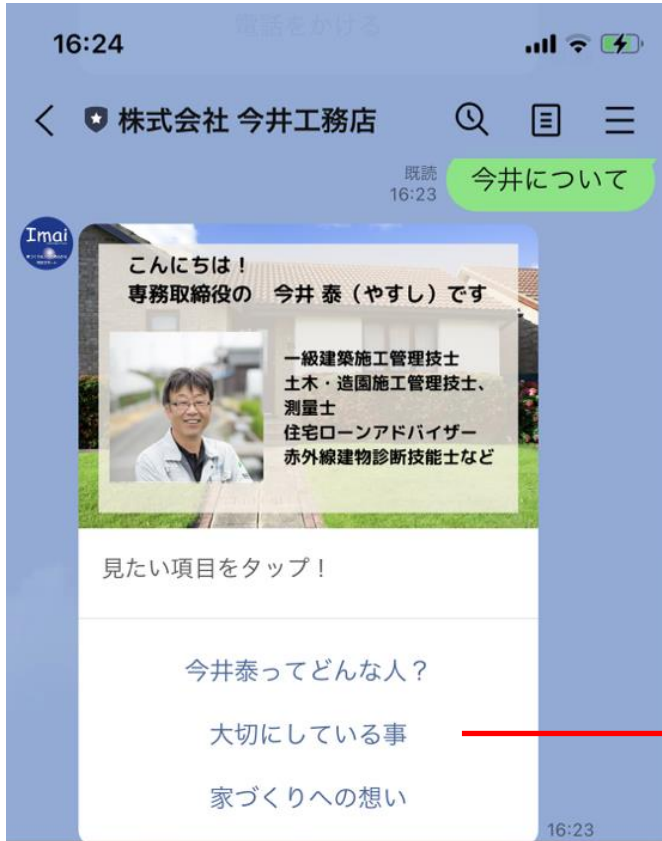 電話をかける
16:24
株式会社 今井工務店
既読
16:23
今井について
Imai
こんにちは！
専務取締役の　今井 泰（やすし）です
一級建築施工管理技士
土木・造園施工管理技士、
測量士
住宅ローンアドバイザー
赤外線建物診断技能士など
見たい項目をタップ！
今井泰ってどんな人？
大切にしている事
家づくりへの想い
16:23